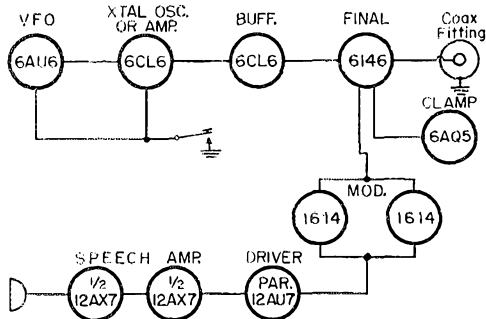 VFO
XTAL OSC.
OR AMP.
BUFF.
FINAL
Coax
Fitting
6AU6
6CL6
6CL6
6146
CLAMP
6AQ5
MOD.
1614
1614
SPEECH AMP.
DRIVER
1/2
12AX7
1/2
12AX7
PAR.
12AU7